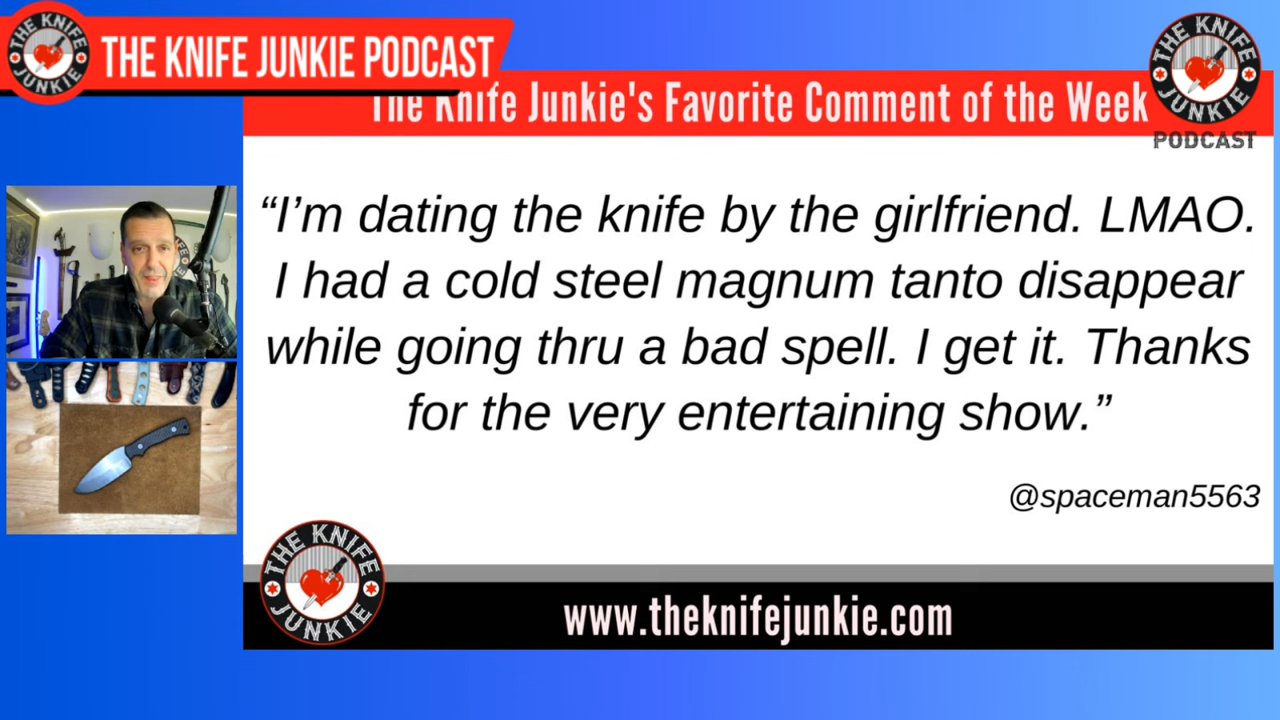 THE KNIFE JUNKIE
THE KNIFE JUNKIE PODCAST
The Knife Junkie's Favorite Comment of the Week
THE KNIFE JUNKIE
PODCAST
“I’m dating the knife by the girlfriend. LMAO.
I had a cold steel magnum tanto disappear
while going thru a bad spell. I get it. Thanks
for the very entertaining show.”
@spaceman5563
THE KNIFE JUNKIE
www.theknifejunkie.com